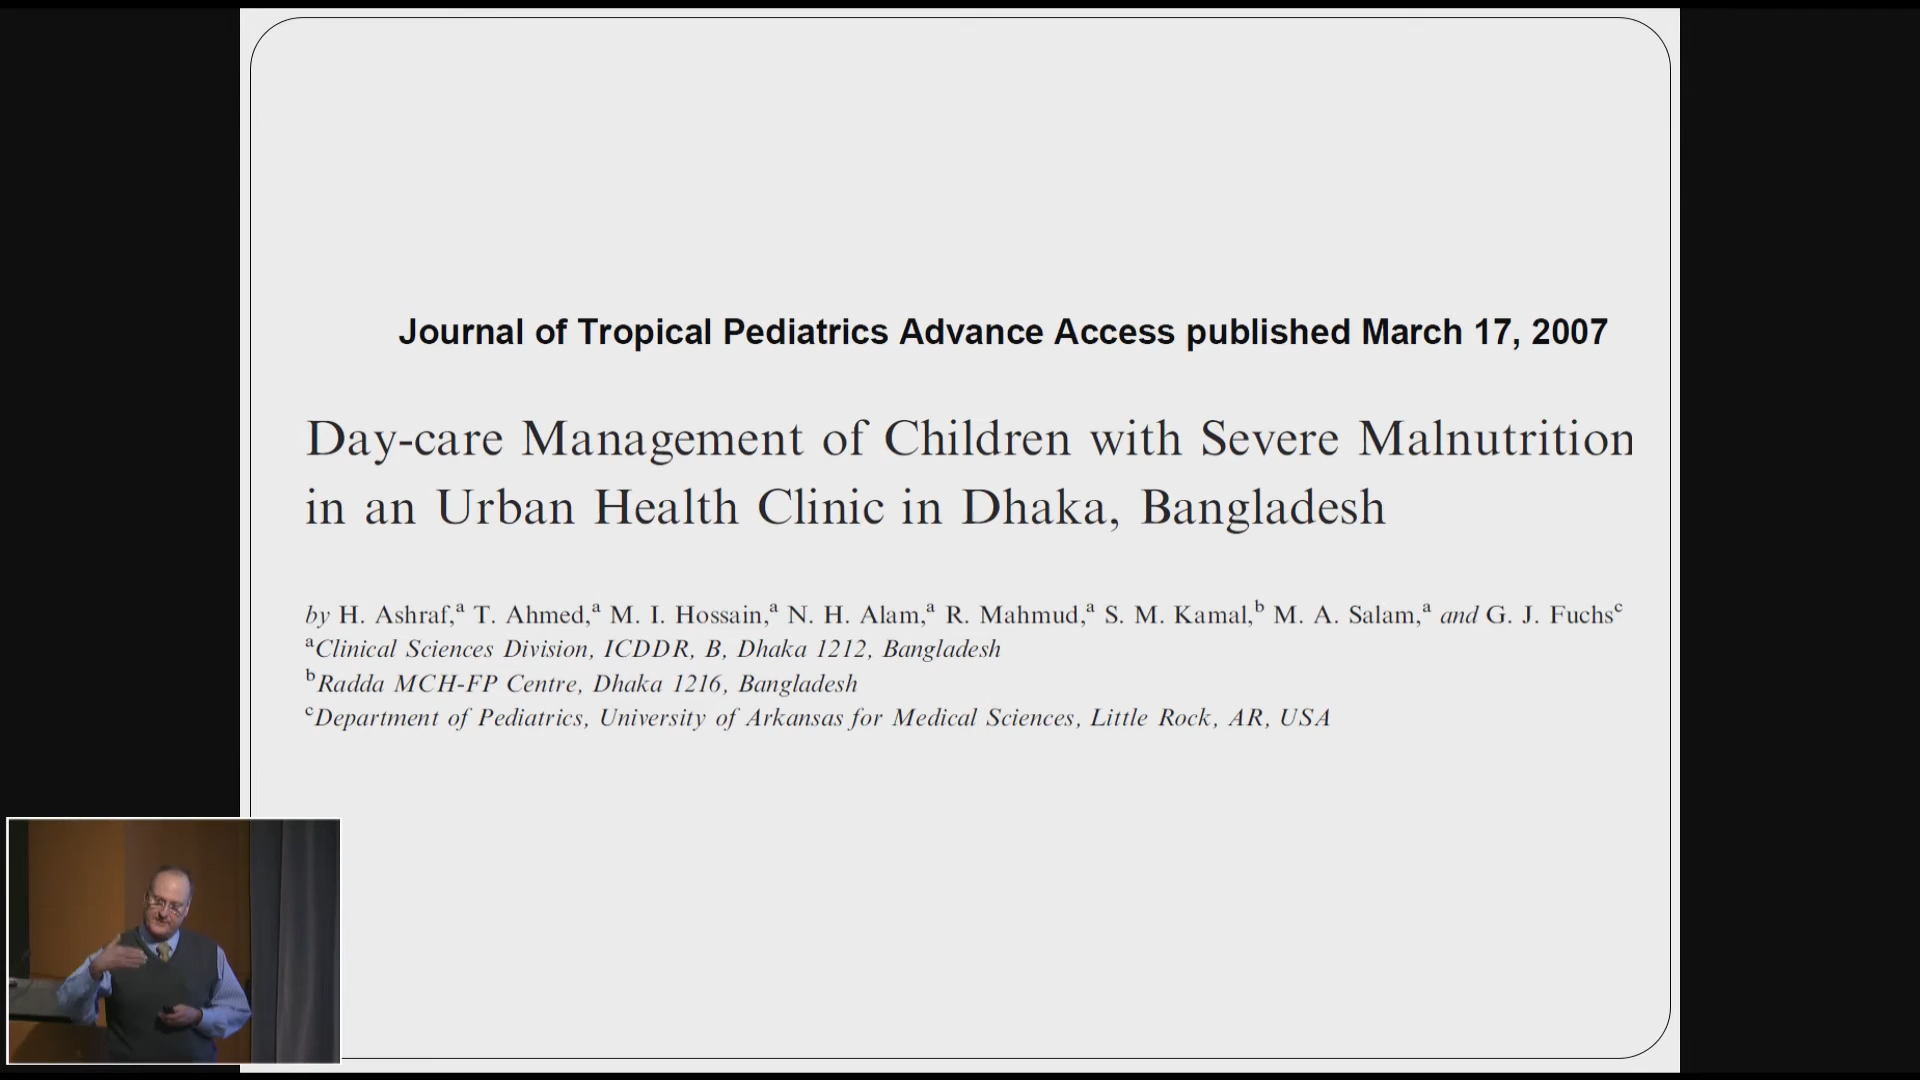 Journal of Tropical Pediatrics Advance Access published March 17, 2007
Day-care Management of Children with Severe Malnutrition
in an Urban Health Clinic in Dhaka, Bangladesh
by H. Ashraf,a T. Ahmed,a M. I. Hossain,a N. H. Alam,a R. Mahmud,a S. M. Kamal,b M. A. Salam,a and G. J. Fuchsc
aClinical Sciences Division, ICDDR, B, Dhaka 1212, Bangladesh
bRadda MCH-FP Centre, Dhaka 1216, Bangladesh
cDepartment of Pediatrics, University of Arkansas for Medical Sciences, Little Rock, AR, USA